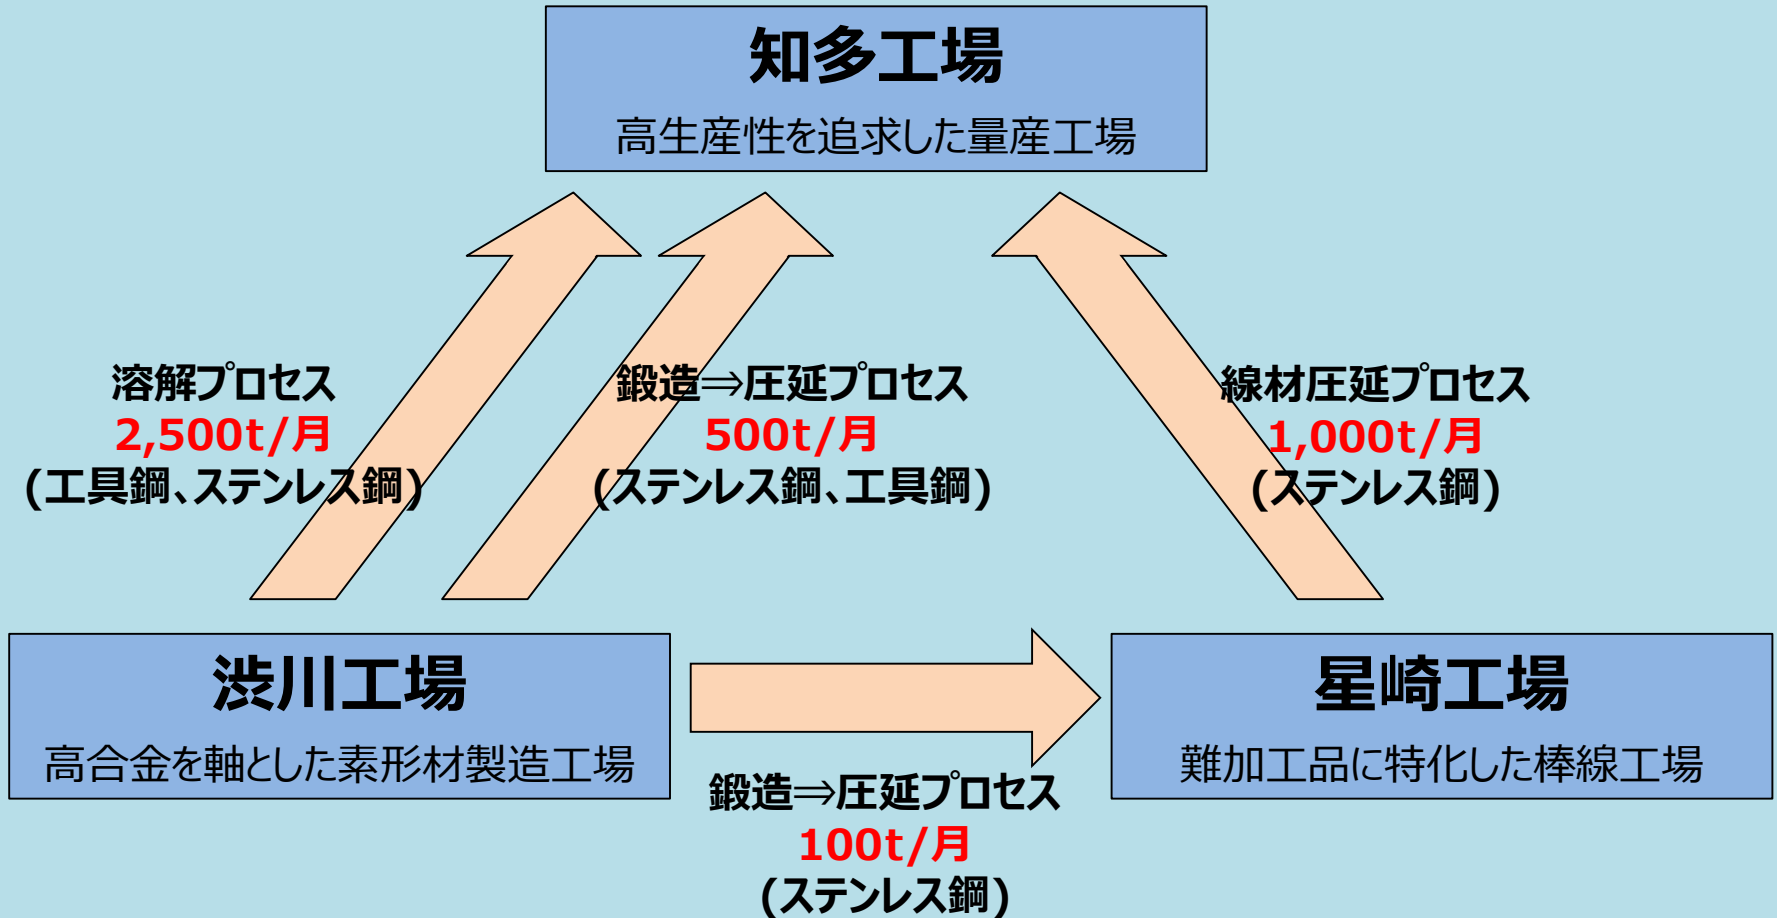 知多工場
高生産性を追求した量産工場
溶解プロセス
2,500t/月
(工具鋼、ステンレス鋼)
鍛造⇒圧延プロセス
500t/月
(ステンレス鋼、工具鋼)
線材圧延プロセス
1,000t/月
(ステンレス鋼)
渋川工場
高合金を軸とした素形材製造工場
鍛造⇒圧延プロセス
100t/月
(ステンレス鋼)
星崎工場
難加工品に特化した棒線工場